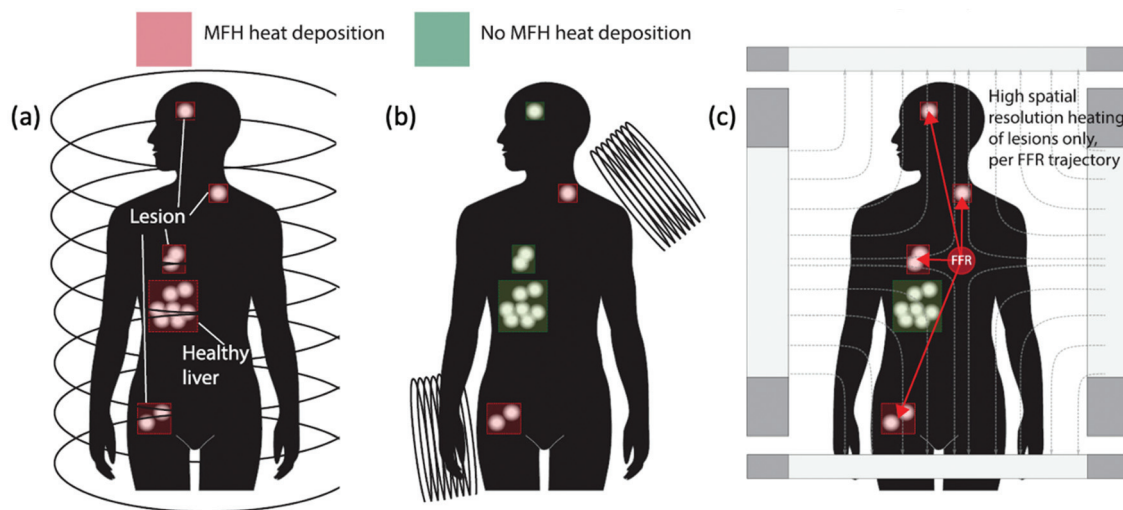 MFH heat deposition
No MFH heat deposition
(a)
Lesion
Healthy
liver
(b)
(c)
High spatial
resolution heating
of lesions only,
per FFR trajectory
FFR